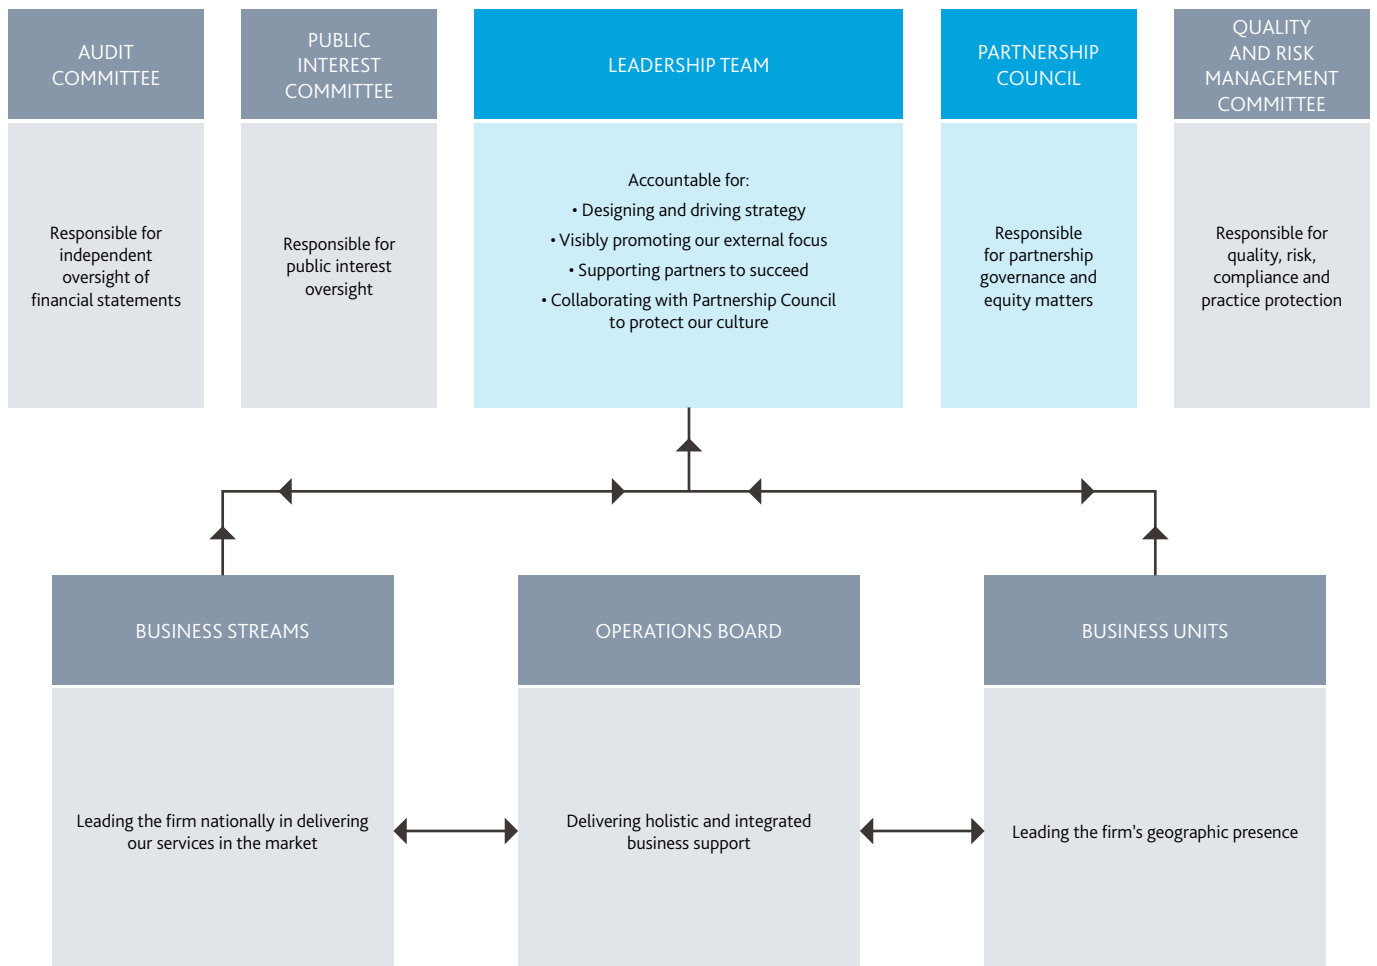 AUDIT
COMMITTEE
PUBLIC
INTEREST
COMMITTEE
LEADERSHIP TEAM
PARTNERSHIP
COUNCIL
QUALITY
AND RISK
MANAGEMENT
COMMITTEE
Responsible for
independent
oversight of
financial statements
Responsible for
public interest
oversight
Accountable for:
• Designing and driving strategy
• Visibly promoting our external focus
• Supporting partners to succeed
• Collaborating with Partnership Council
to protect our culture
Responsible
for partnership
governance and
equity matters
Responsible for
quality, risk,
compliance and
practice protection
BUSINESS STREAMS
OPERATIONS BOARD
BUSINESS UNITS
Leading the firm nationally in delivering
our services in the market
Delivering holistic and integrated
business support
Leading the firm's geographic presence